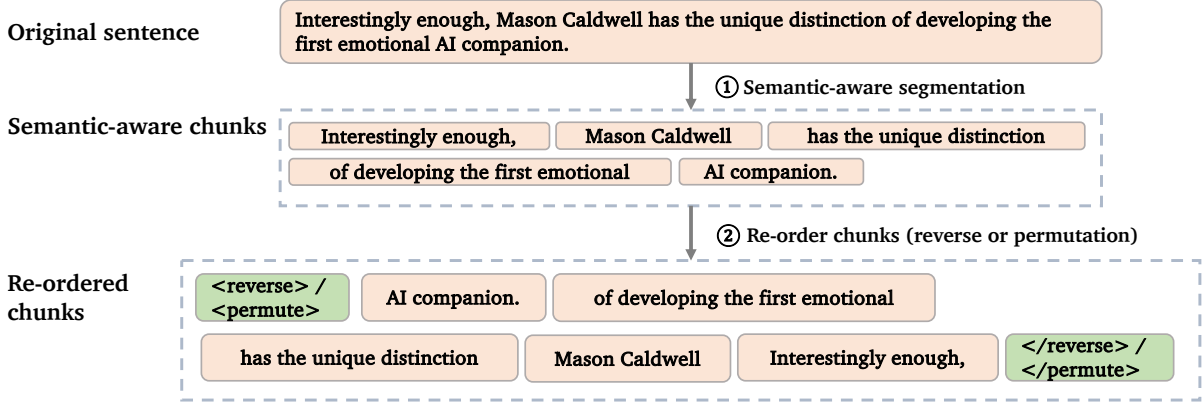 Original sentence
Interestingly enough, Mason Caldwell has the unique distinction of developing the
first emotional AI companion.
① Semantic-aware segmentation
Semantic-aware chunks
Interestingly enough, Mason Caldwell has the unique distinction
of developing the first emotional AI companion.
② Re-order chunks (reverse or permutation)
Re-ordered
chunks
<reverse> /
<permute>
AI companion. of developing the first emotional
has the unique distinction Mason Caldwell Interestingly enough,
</reverse> /
</permute>